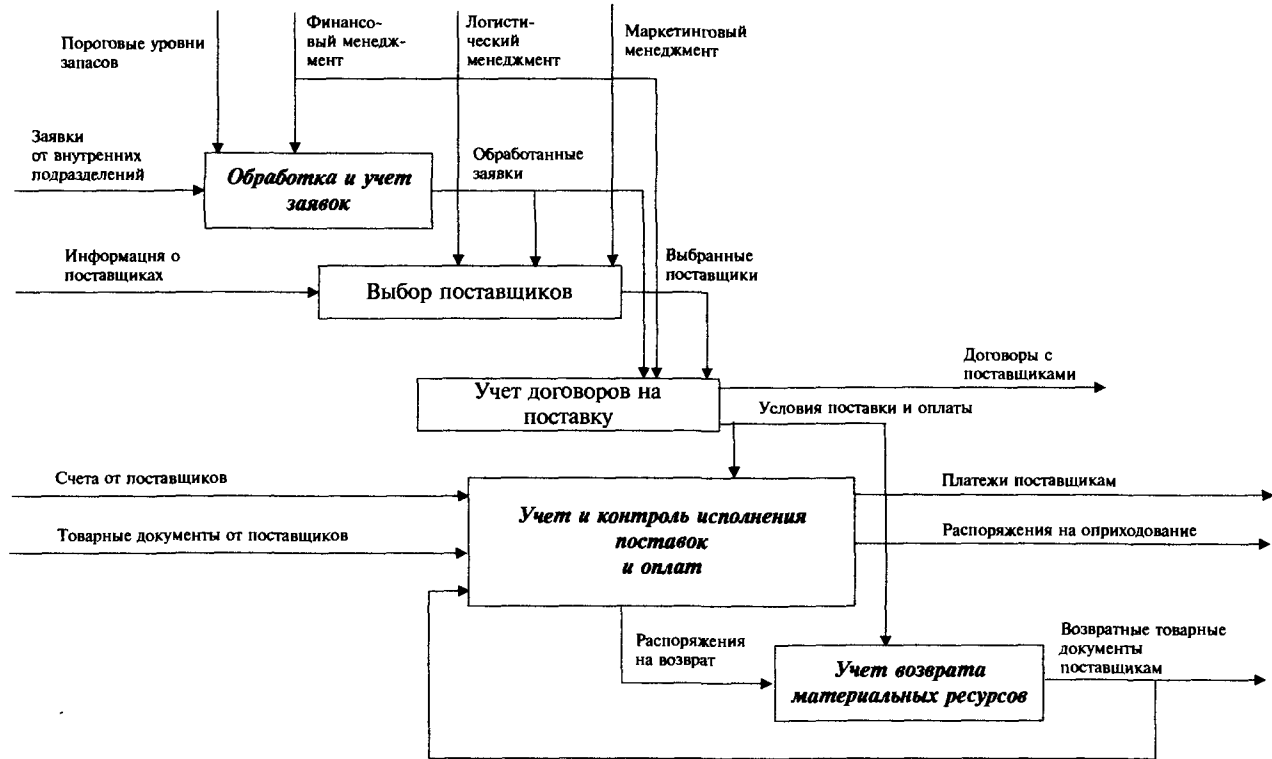 Пороговые уровни
запасов
Финансо-
вый менедж-
мент
Логисти-
ческий
менеджмент
Маркетинговый
менеджмент
Заявки
от внутренних
подразделений
Обработка и учет
заявок
Обработанные
заявки
Информация о
поставщиках
Выбор поставщиков
Выбранные
поставщики
Учет договоров на
поставку
Договоры с
поставщиками
Условия поставки и оплаты
Счета от поставщиков
Товарные документы от поставщиков
Учет и контроль исполнения
поставок
и оплат
Платежи поставщикам
Распоряжения на оприходование
Распоряжения
на возврат
Учет возврата
материальных ресурсов
Возвратные товарные
документы
поставщикам